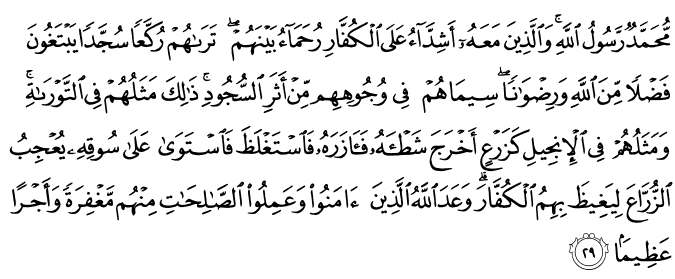 مُّحَمَّدٌ رَّسُولُ ٱللَّهِۚ وَٱلَّذِينَ مَعَهُۥٓ أَشِدَّآءُ عَلَى ٱلۡكُفَّارِ رُحَمَآءُ بَيۡنَهُمۡۖ تَرَىٰهُمۡ رُكَّعٗا سُجَّدٗا يَبۡتَغُونَ
فَضۡلٗا مِّنَ ٱللَّهِ وَرِضۡوَٰنٗاۖ سِيمَاهُمۡ فِي وُجُوهِهِم مِّنۡ أَثَرِ ٱلسُّجُودِۚ ذَٰلِكَ مَثَلُهُمۡ فِي ٱلتَّوۡرَىٰةِۚ
وَمَثَلُهُمۡ فِي ٱلۡإِنجِيلِ كَزَرۡعٍ أَخۡرَجَ شَطۡـَٔهُۥ فَـَٔازَرَهُۥ فَٱسۡتَغۡلَظَ فَٱسۡتَوَىٰ عَلَىٰ سُوقِهِۦ يُعۡجِبُ
ٱلزُّرَّاعَ لِيَغِيظَ بِهِمُ ٱلۡكُفَّارَۗ وَعَدَ ٱللَّهُ ٱلَّذِينَ ءَامَنُواْ وَعَمِلُواْ ٱلصَّٰلِحَٰتِ مِنۡهُم مَّغۡفِرَةٗ وَأَجۡرًا
عَظِيمَۢا ٢٩